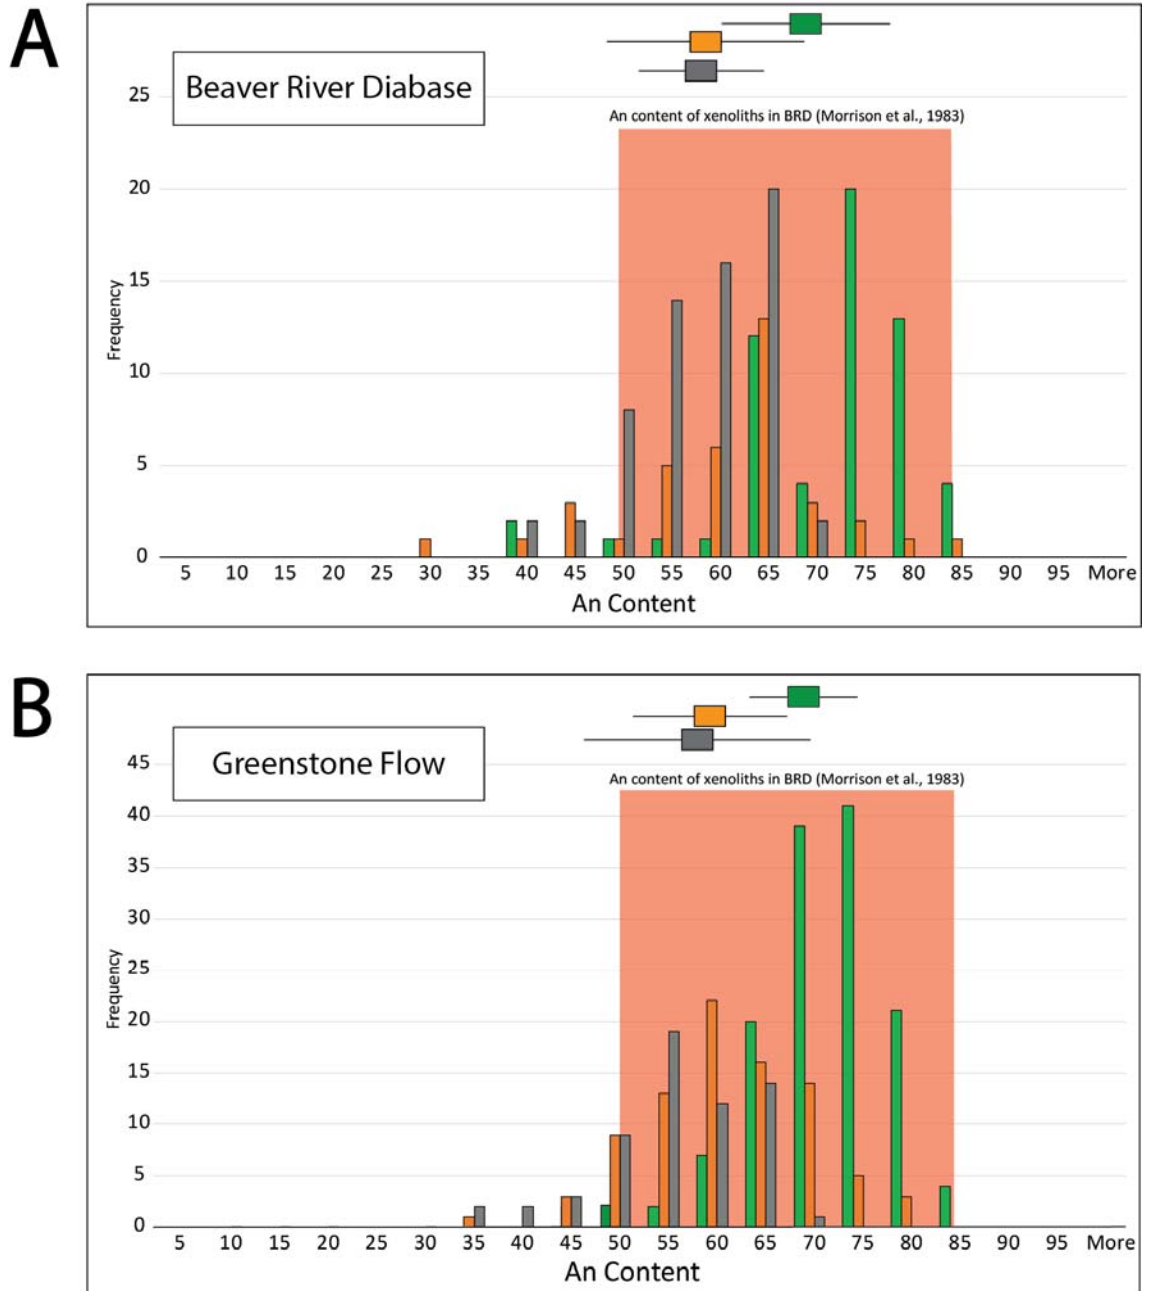 A
Beaver River Diabase
An content of xenoliths in BRD (Morrison et al., 1983)
25
20
15
10
5
0
Frequency
5 10 15 20 25 30 35 40 45 50 55 60 65 70 75 80 85 90 95 More
An Content
B
Greenstone Flow
An content of xenoliths in BRD (Morrison et al., 1983)
45
40
35
30
25
20
15
10
5
0
Frequency
5 10 15 20 25 30 35 40 45 50 55 60 65 70 75 80 85 90 95 More
An Content